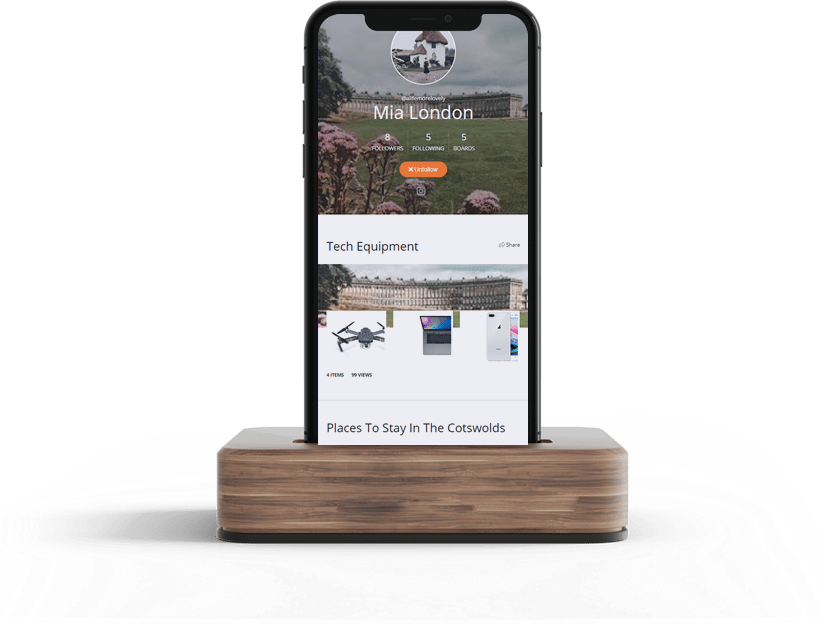 @alifemorelovely
Mia London
8 5 5
FOLLOWERS FOLLOWING BOARDS
Unfollow
Tech Equipment
Share
4 ITEMS 99 VIEWS
Places To Stay In The Cotswolds